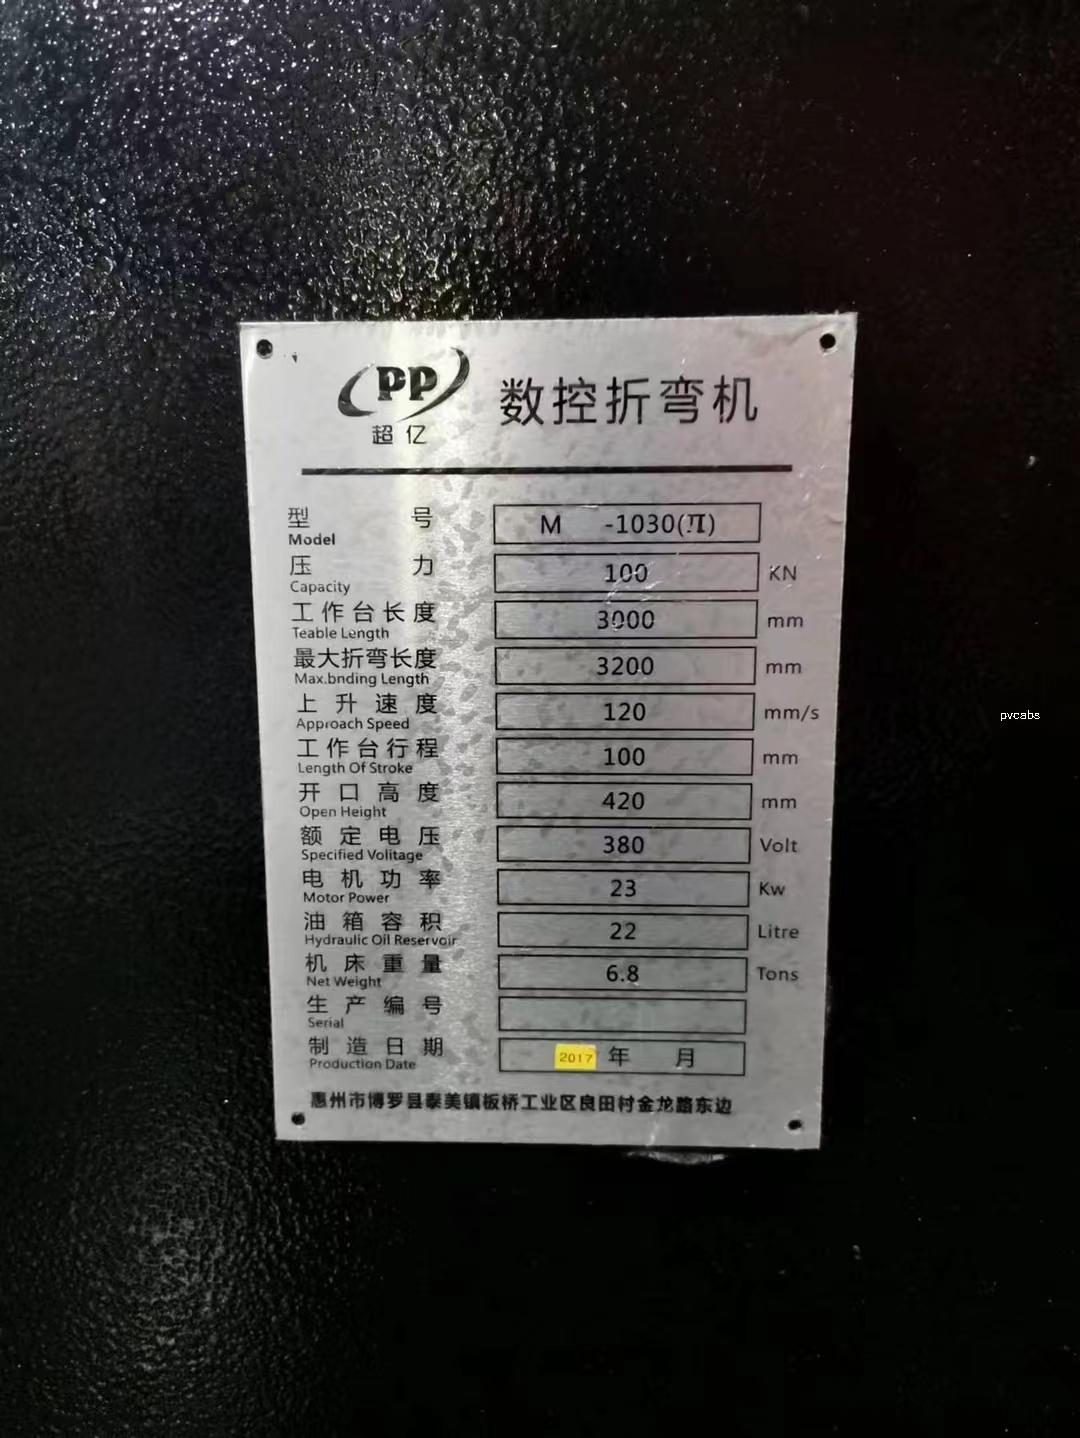 PP
超亿
数控折弯机
型号 M -1030(兀)
Model
压力 100 KN
Capacity
工作台长度 3000 mm
Teable Length
最大折弯长度 3200 mm
Max.bnding Length
上升速度 120 mm/s
Approach Speed
工作台行程 100 mm
Length Of Stroke
开口高度 420 mm
Open Height
额定电压 380 Volt
Specified Volitage
电机功率 23 Kw
Motor Power
油箱容积 22 Litre
Hydraulic Oil Reservoir
机床重量 6.8 Tons
Net Weight
生产编号
Serial
制造日期 2017 年 月
Production Date
惠州市博罗县泰美镇板桥工业区良田村金龙路东边
pvcabs